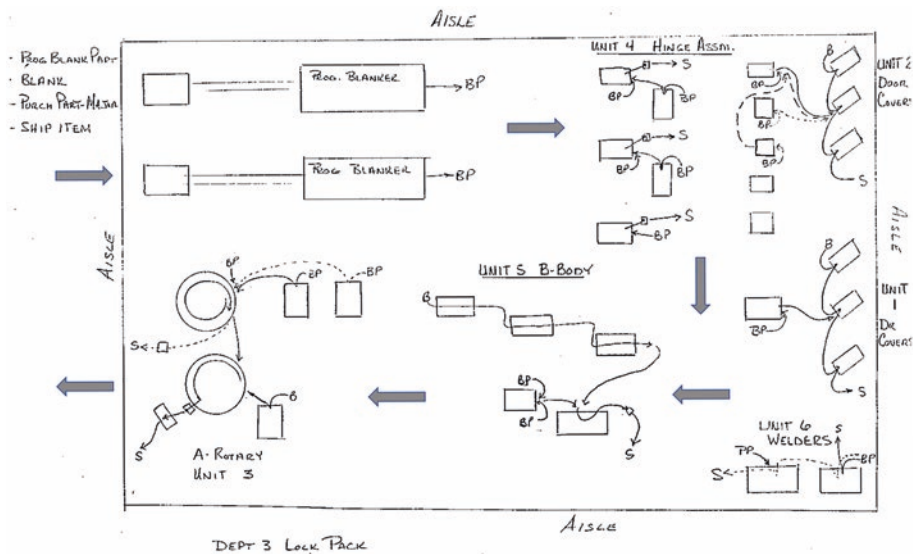 AISLE
- PROG BLANK PART
- BLANK
- PURCH PART-MAJOR
- SHIP ITEM
PROG. BLANKER
BP
PROG BLANKER
BP
UNIT 4 HINGE ASSM.
S
BP
BP
S
BP
BP
S
BP
UNIT 2
DOOR
COVERS
B
BP
BP
BP
S
AISLE
AISLE
BP
BP
BP
S
B
A-ROTARY
UNIT 3
S
UNIT 5 B-BODY
B
BP
BP
S
B
BP
S
UNIT
1
DR
COVERS
UNIT 6
WELDERS
S
PP
BP
S
AISLE
DEPT 3 LOCK PACK